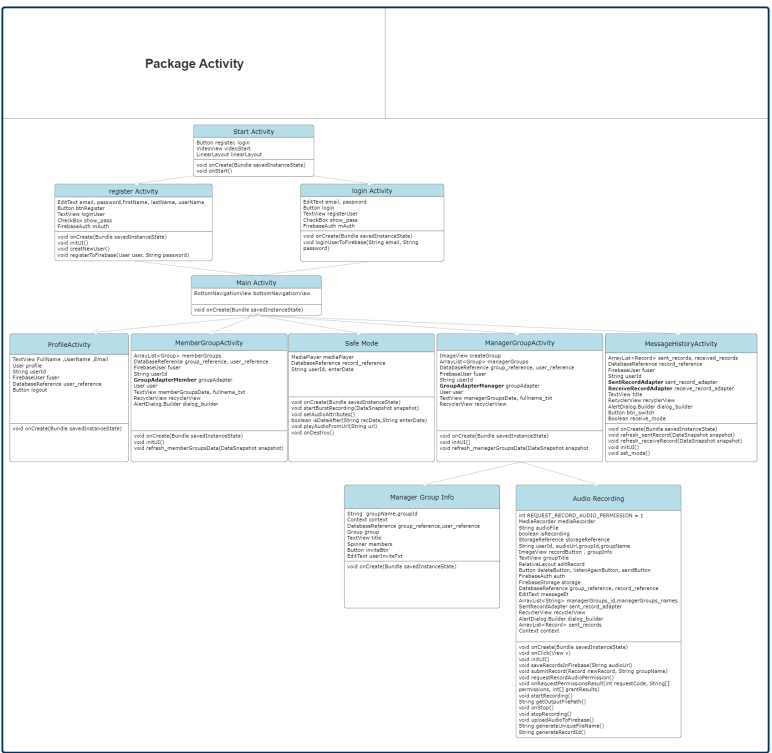 Package Activity
Start Activity
Button register, login
VideoView videoStart
LinearLayout linearLayout
void onCreate(Bundle savedInstanceState)
void onStart()
register Activity
EditText email, password,firstName, lastName, userName
Button btnRegister
TextView loginUser
CheckBox show_pass
FirebaseAuth mAuth
void onCreate(Bundle savedInstanceState)
void initUI()
void creatNewUser()
void registerToFirebase(User user, String password)
login Activity
EditText email, password
Button login
TextView registerUser
CheckBox show_pass
FirebaseAuth mAuth
void onCreate(Bundle savedInstanceState)
void loginUserToFirebase(String email, String
password)
Main Activity
BottomNavigationView bottomNavigationView
void onCreate(Bundle savedInstanceState)
ProfileActivity
TextView FullName ,UserName ,Email
User profile
String userId
FirebaseUser fuser
DatabaseReference user_reference
Button logout
void onCreate(Bundle savedInstanceState)
MemberGroupActivity
ArrayList<Group> memberGroups
DatabaseReference group_reference, user_reference
FirebaseUser fuser
String userId
GroupAdapterMember groupAdapter
User user
TextView memberGroupsData, fullname_txt
RecyclerView recyclerView
AlertDialog.Builder dialog_builder
void onCreate(Bundle savedInstanceState)
void initUI()
void refresh_memberGroupsData(DataSnapshot snapshot)
Safe Mode
MediaPlayer mediaPlayer
DatabaseReference record_reference
String userId, enterDate
void onCreate(Bundle savedInstanceState)
void startBurstRecording(DataSnapshot snapshot)
void setAudioAttributes()
boolean isDateAfter(String recDate,String enterDate)
void playAudioFromUrl(String url)
void onDestroy()
ManagerGroupActivity
ImageView createGroup
ArrayList<Group> managerGroups
DatabaseReference group_reference, user_reference
FirebaseUser fuser
String userId
GroupAdapterManager groupAdapter
User user
TextView menagerGroupsData, fullname_txt
RecyclerView recyclerView
void onCreate(Bundle savedInstanceState)
void initUI()
void refresh_menagerGroupsData(DataSnapshot snapshot
MessageHistoryActivity
ArrayList<Record> sent_records, received_records
DatabaseReference record_reference
FirebaseUser fuser
String userId
SentRecordAdapter sent_record_adapter
ReceiveRecordAdapter receive_record_adapter
TextView title
RecyclerView recyclerView
AlertDialog.Builder dialog_builder
Button btn_switch
Boolean receive_mode
void onCreate(Bundle savedInstanceState)
void refresh_sentRecord(DataSnapshot snapshot)
void refresh_receiveRecord(DataSnapshot snapshot)
void initUI()
void set_mode()
Manager Group Info
String groupName,groupId
Context context
DatabaseReference group_reference,user_reference
Group group
TextView title
Spinner members
Button inviteBtn
EditText userInviteTxt
void onCreate(Bundle savedInstanceState)
Audio Recording
int REQUEST_RECORD_AUDIO_PERMISSION = 1
MediaRecorder mediaRecorder
String audioFile
boolean isRecording
StorageReference storageReference
String userId, audioUrl,groupId,groupName
ImageView recordButton , groupInfo
TextView groupTitle
RelativeLayout editRecord
Button deleteButton, listenAgainButton, sendButton
FirebaseAuth auth
FirebaseStorage storage
DatabaseReference group_reference, record_reference
EditText messageEt
ArrayList<String> managerGroups_id,managerGroups_names
SentRecordAdapter sent_record_adapter
RecyclerView recyclerView
AlertDialog.Builder dialog_builder
ArrayList<Record> sent_records
Context context
void onCreate(Bundle savedInstanceState)
void onClick(View v)
void initUI()
void saveRecordsInFirebase(String audioUrl)
void submitRecord(Record newRecord, String groupName)
void requestRecordAudioPermission()
void onRequestPermissionsResult(int requestCode, String[]
permissions, int[] grantResults)
void startRecording()
String getOutputFilePath()
void onStop()
void stopRecording()
void uploadAudioToFirebase()
String generateUniqueFileName()
String generateRecordId()